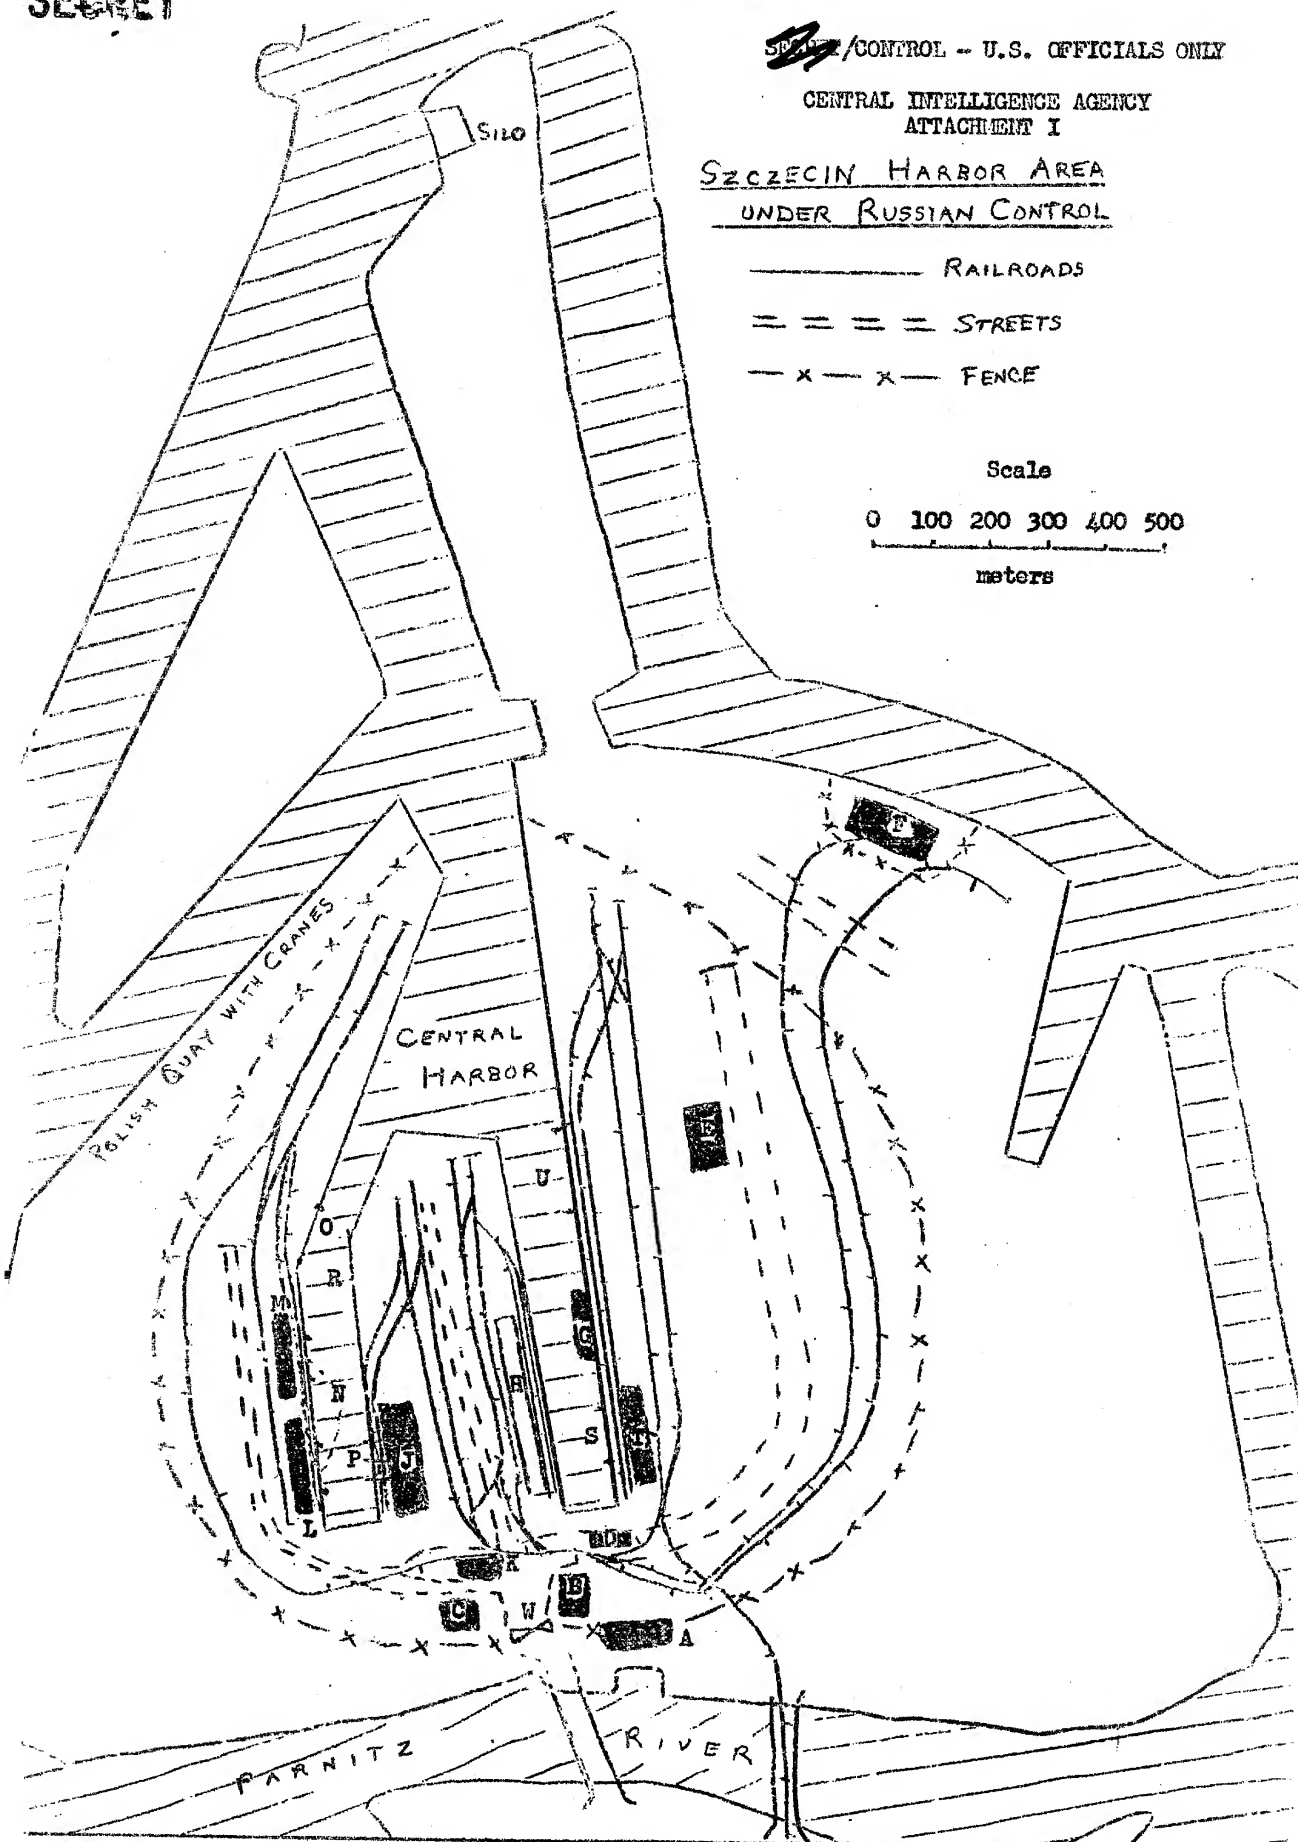 SECRET
SECRET/CONTROL - U.S. OFFICIALS ONLY
CENTRAL INTELLIGENCE AGENCY
ATTACHMENT I
SZCZECIN HARBOR AREA
UNDER RUSSIAN CONTROL
RAILROADS
STREETS
FENCE
Scale
0 100 200 300 400 500
meters
SILO
F
POLISH QUAY WITH CRANES
CENTRAL
HARBOR
E
U
O
R
M
G
H
N
S
P
J
L
D
K
B
C
W
A
PARNITZ RIVER